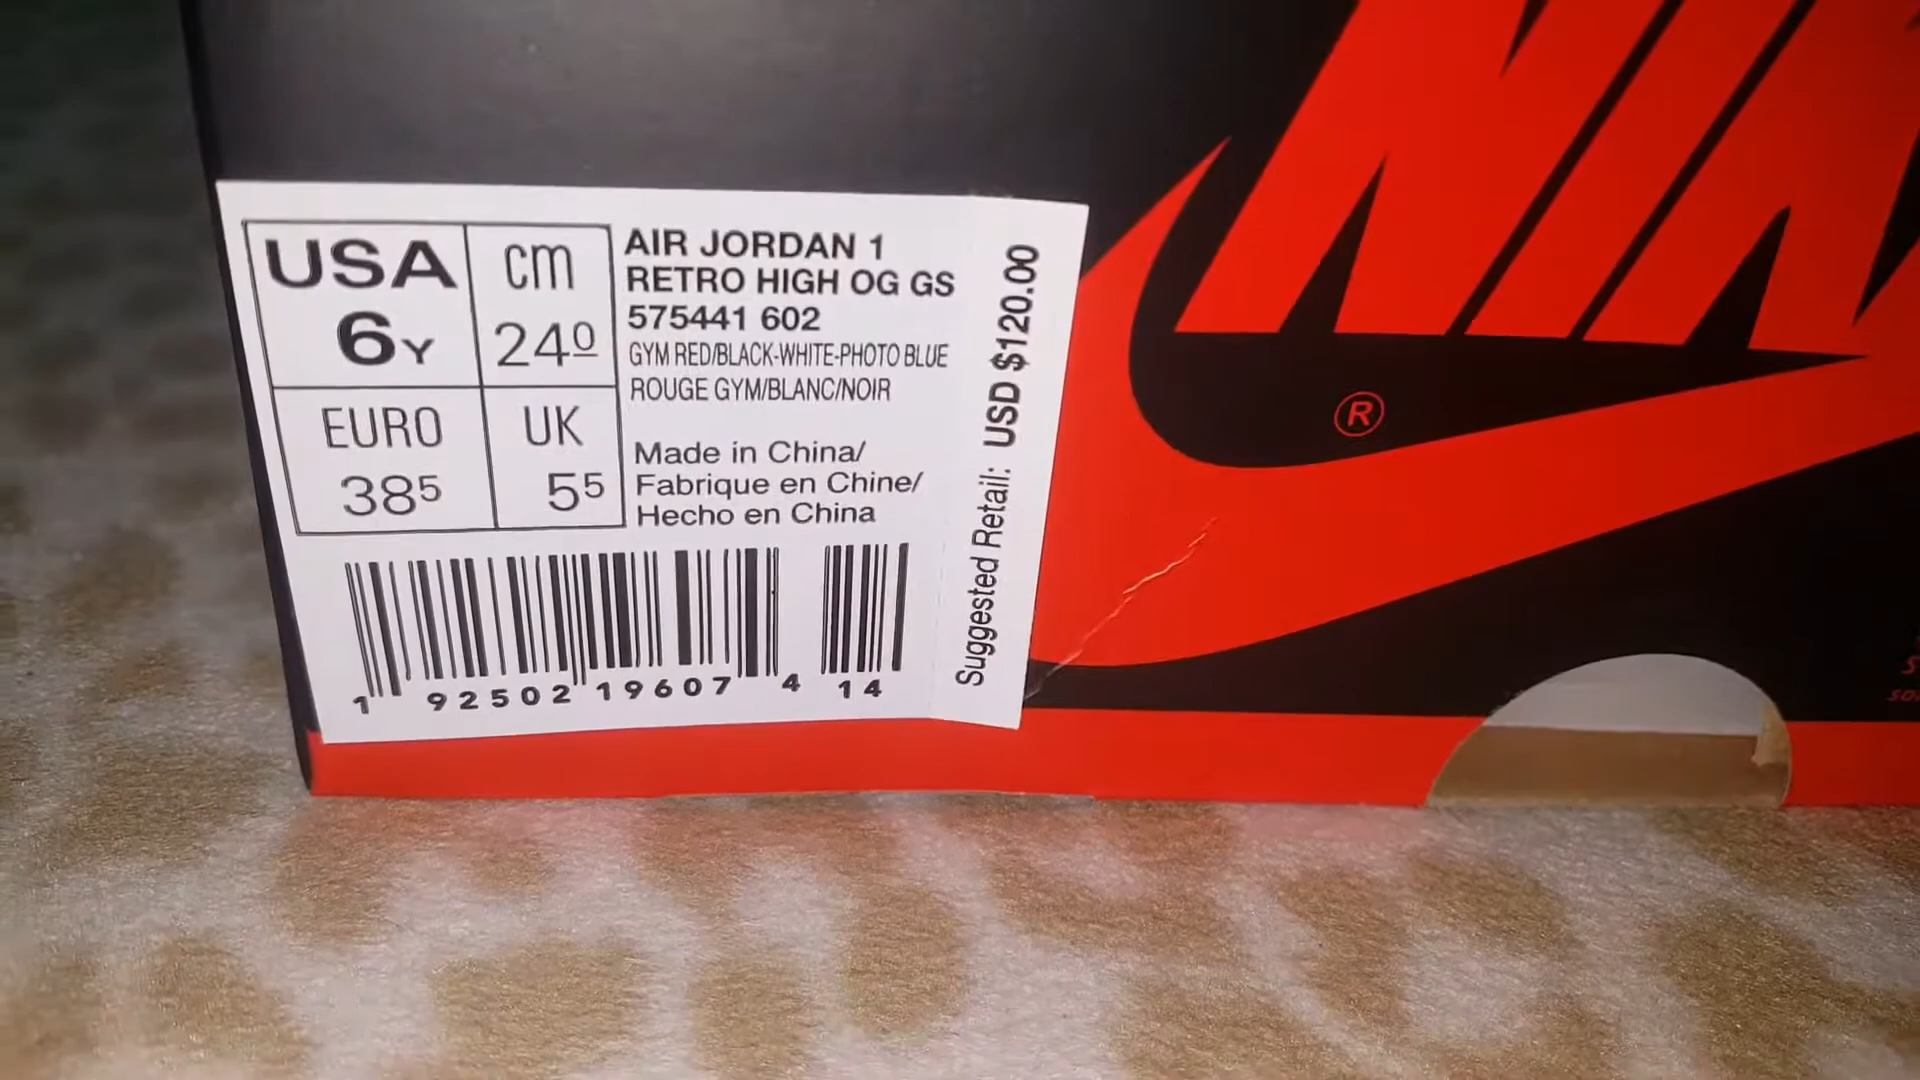 USA
6Y
cm
24⁰
EURO
38⁵
UK
5⁵
AIR JORDAN 1
RETRO HIGH OG GS
575441 602
GYM RED/BLACK-WHITE-PHOTO BLUE
ROUGE GYM/BLANC/NOIR
Made in China/
Fabrique en Chine/
Hecho en China
1 92502 19607 4 14
Suggested Retail: USD $120.00
®